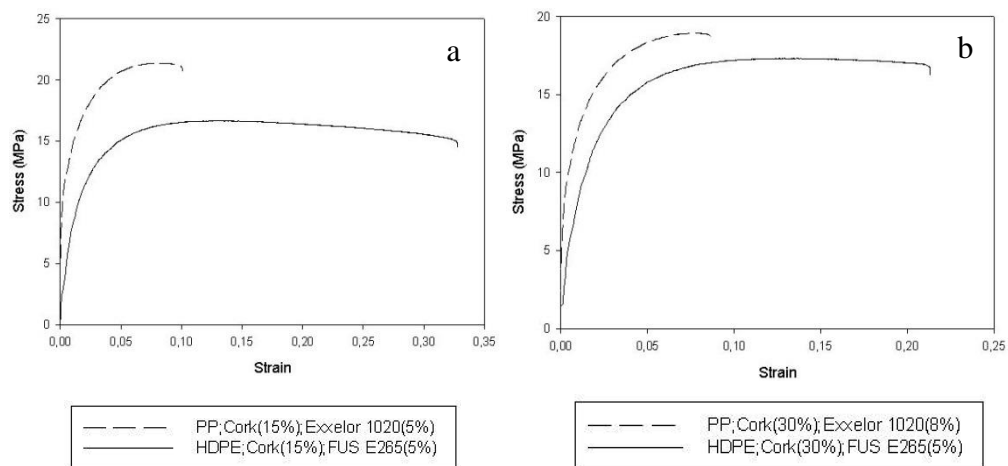 a
25
20
15
10
5
0
Stress (MPa)
0,00 0,05 0,10 0,15 0,20 0,25 0,30 0,35
Strain
PP;Cork(15%);Exxelor 1020(5%)
HDPE;Cork(15%);FUS E265(5%)
b
20
15
10
5
0
Stress (MPa)
0,00 0,05 0,10 0,15 0,20 0,25
Strain
PP;Cork(30%);Exxelor 1020(8%)
HDPE;Cork(30%);FUS E265(5%)